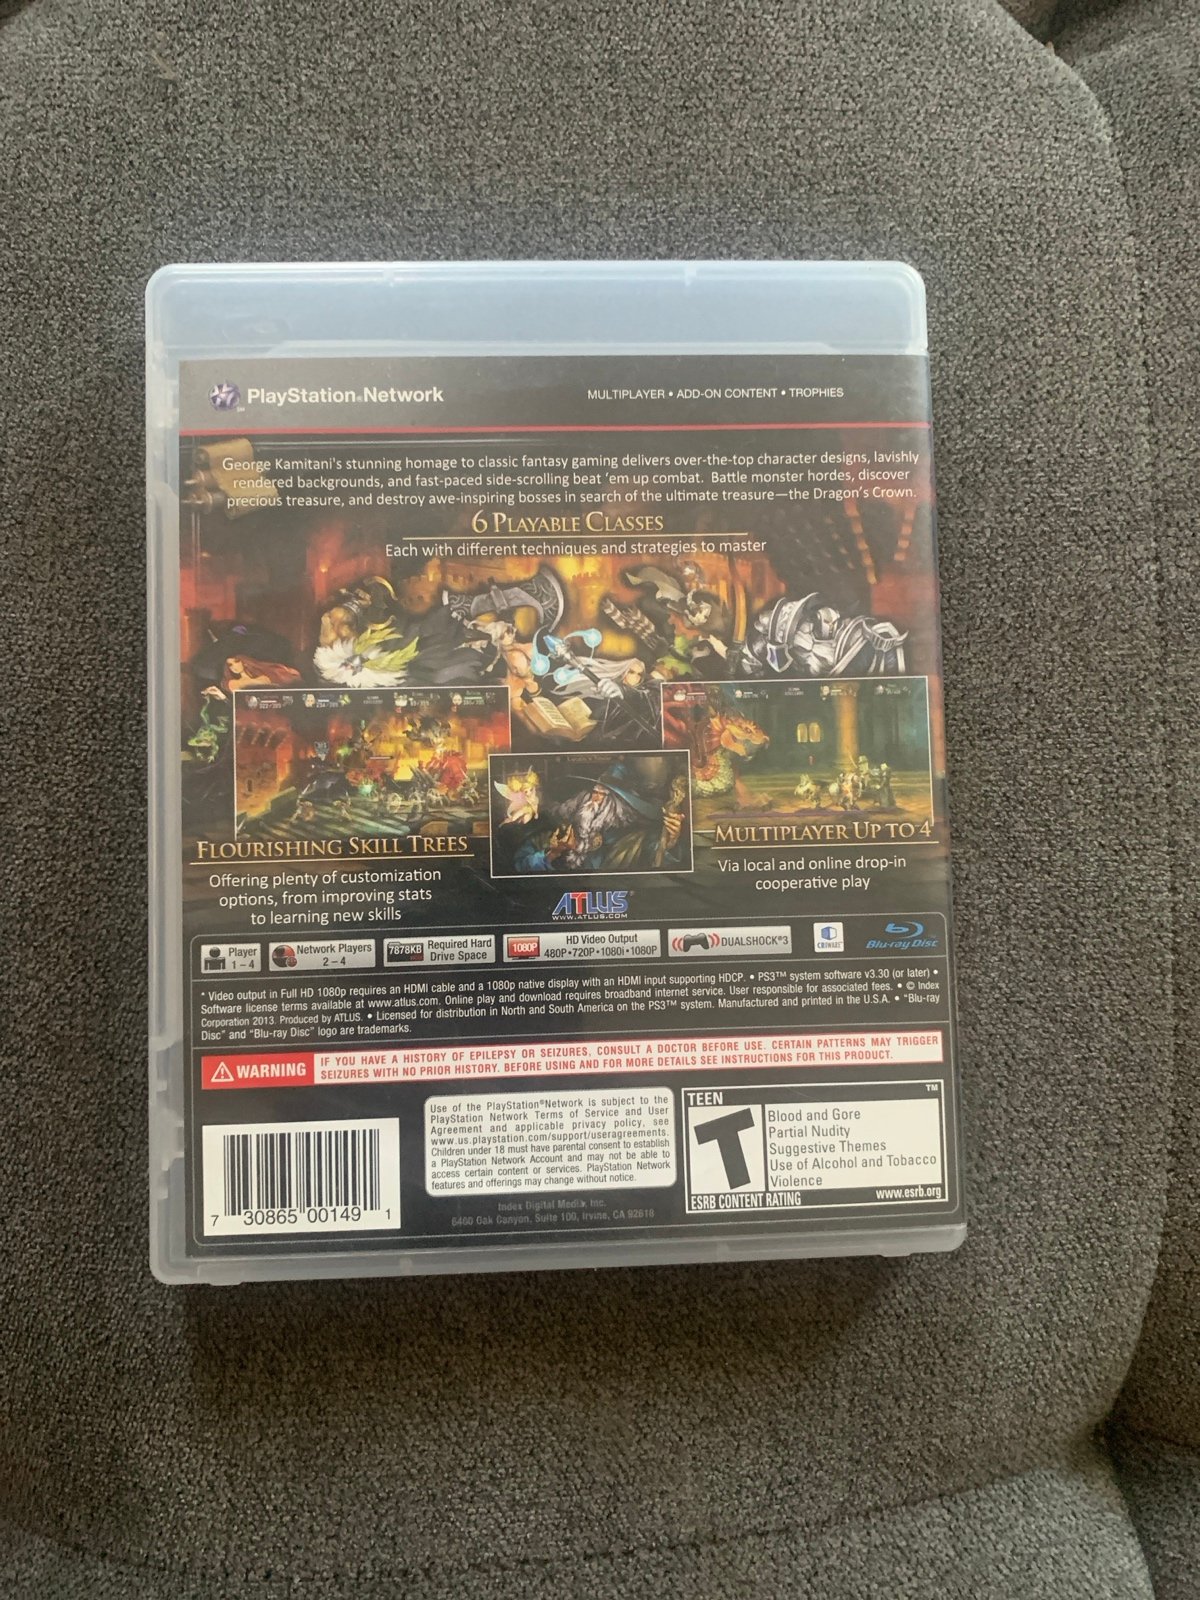 PlayStation®Network
MULTIPLAYER • ADD-ON CONTENT • TROPHIES
George Kamitani's stunning homage to classic fantasy gaming delivers over-the-top character designs, lavishly
rendered backgrounds, and fast-paced side-scrolling beat 'em up combat. Battle monster hordes, discover
precious treasure, and destroy awe-inspiring bosses in search of the ultimate treasure—the Dragon's Crown.
6 PLAYABLE CLASSES
Each with different techniques and strategies to master
FLOURISHING SKILL TREES
Offering plenty of customization
options, from improving stats
to learning new skills
MULTIPLAYER UP TO 4
Via local and online drop-in
cooperative play
ATLUS®
WWW.ATLUS.COM
Player
1 – 4
Network Players
2 – 4
7878KB
Required Hard
Drive Space
1080P
HD Video Output
480P•720P•1080i•1080P
DUALSHOCK®3
CRIWARE
Blu-ray Disc
* Video output in Full HD 1080p requires an HDMI cable and a 1080p native display with an HDMI input supporting HDCP. • PS3™ system software v3.30 (or later) •
Software license terms available at www.atlus.com. Online play and download requires broadband internet service. User responsible for associated fees. • © Index
Corporation 2013. Produced by ATLUS. • Licensed for distribution in North and South America on the PS3™ system. Manufactured and printed in the U.S.A. • "Blu-ray
Disc" and "Blu-ray Disc" logo are trademarks.
WARNING
IF YOU HAVE A HISTORY OF EPILEPSY OR SEIZURES, CONSULT A DOCTOR BEFORE USE. CERTAIN PATTERNS MAY TRIGGER
SEIZURES WITH NO PRIOR HISTORY. BEFORE USING AND FOR MORE DETAILS SEE INSTRUCTIONS FOR THIS PRODUCT.
7 30865 00149 1
Use of the PlayStation®Network is subject to the
PlayStation Network Terms of Service and User
Agreement and applicable privacy policy, see
www.us.playstation.com/support/useragreements.
Children under 18 must have parental consent to establish
a PlayStation Network Account and may not be able to
access certain content or services. PlayStation Network
features and offerings may change without notice.
Index Digital Media, Inc.
6400 Oak Canyon, Suite 100, Irvine, CA 92618
TEEN
T
TM
Blood and Gore
Partial Nudity
Suggestive Themes
Use of Alcohol and Tobacco
Violence
ESRB CONTENT RATING
www.esrb.org